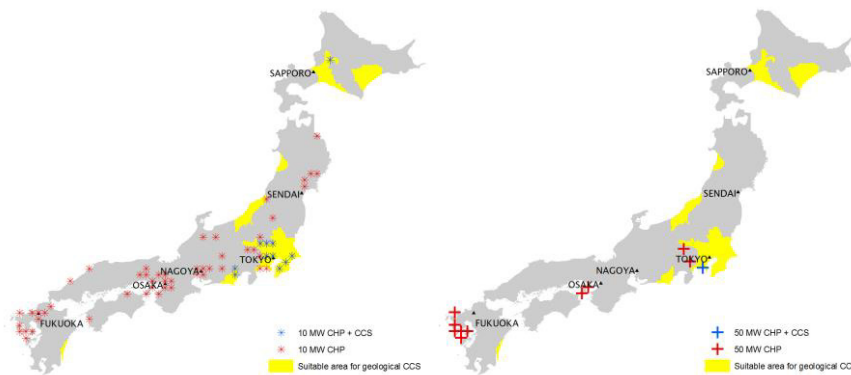 SAPPORO
SENDAI
TOKYO
NAGOYA
OSAKA
FUKUOKA
10 MW CHP + CCS
10 MW CHP
Suitable area for geological CCS
SAPPORO
SENDAI
TOKYO
NAGOYA
OSAKA
FUKUOKA
50 MW CHP + CCS
50 MW CHP
Suitable area for geological CC